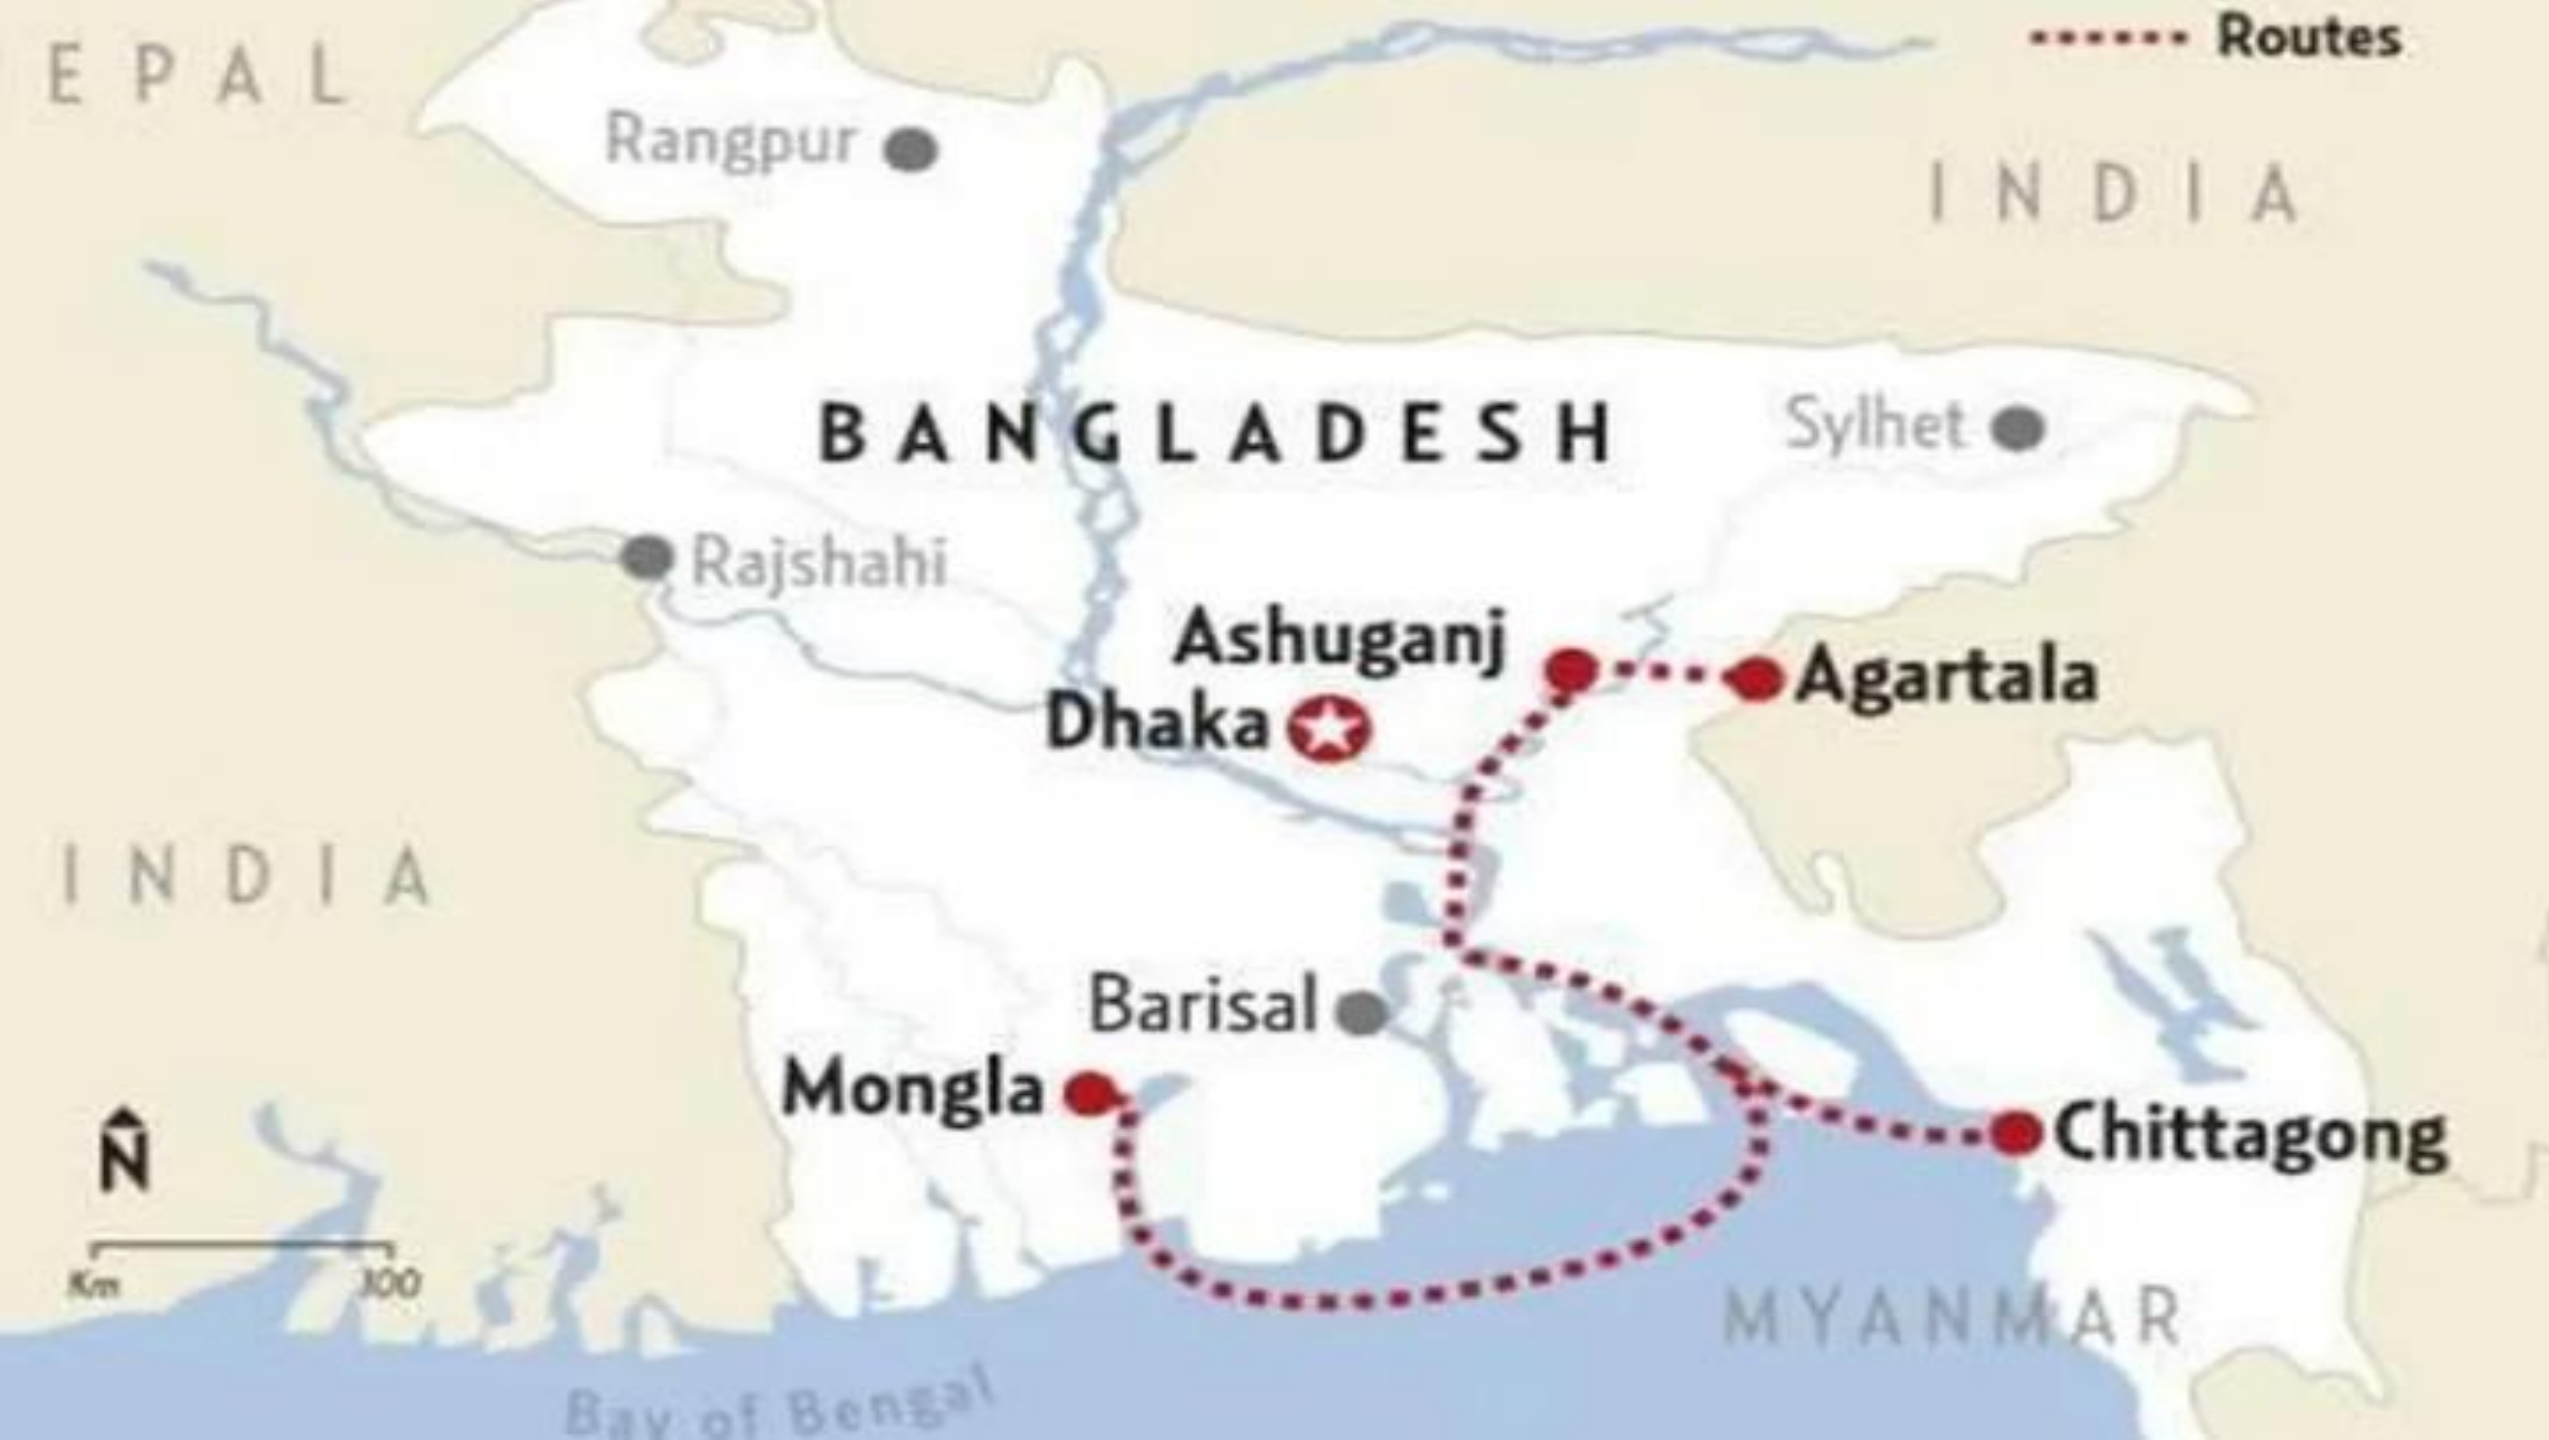 Routes
EPAL
Rangpur
INDIA
BANGLADESH
Sylhet
Rajshahi
Ashuganj
Agartala
Dhaka
INDIA
Barisal
Mongla
Chittagong
N
Km 100
MYANMAR
Bay of Bengal